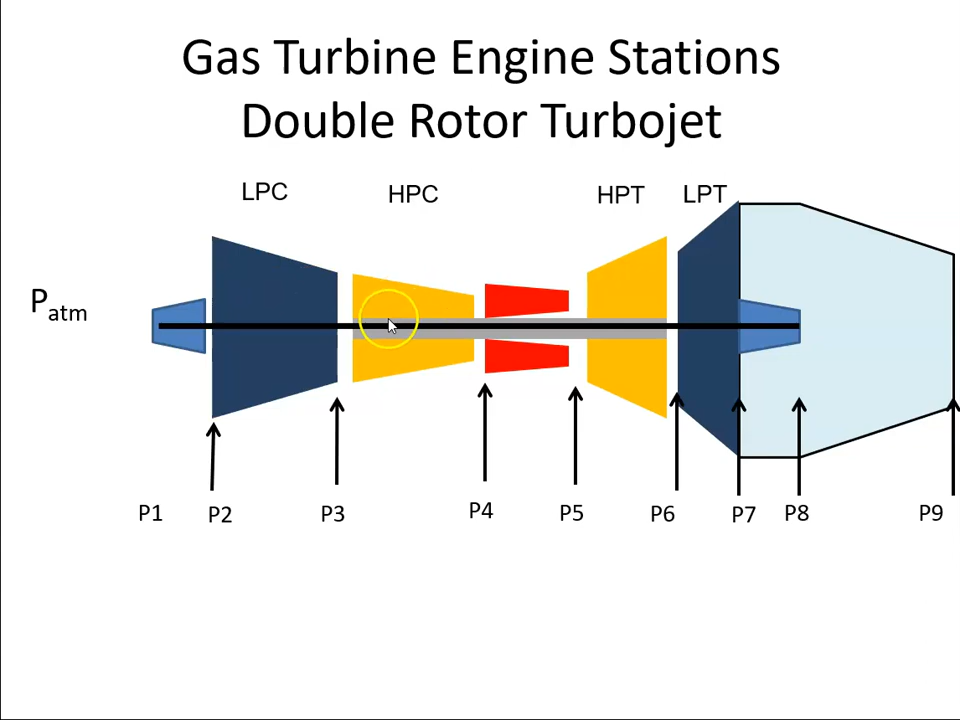 Gas Turbine Engine Stations
Double Rotor Turbojet
LPC HPC HPT LPT
Patm
P1 P2 P3 P4 P5 P6 P7 P8 P9